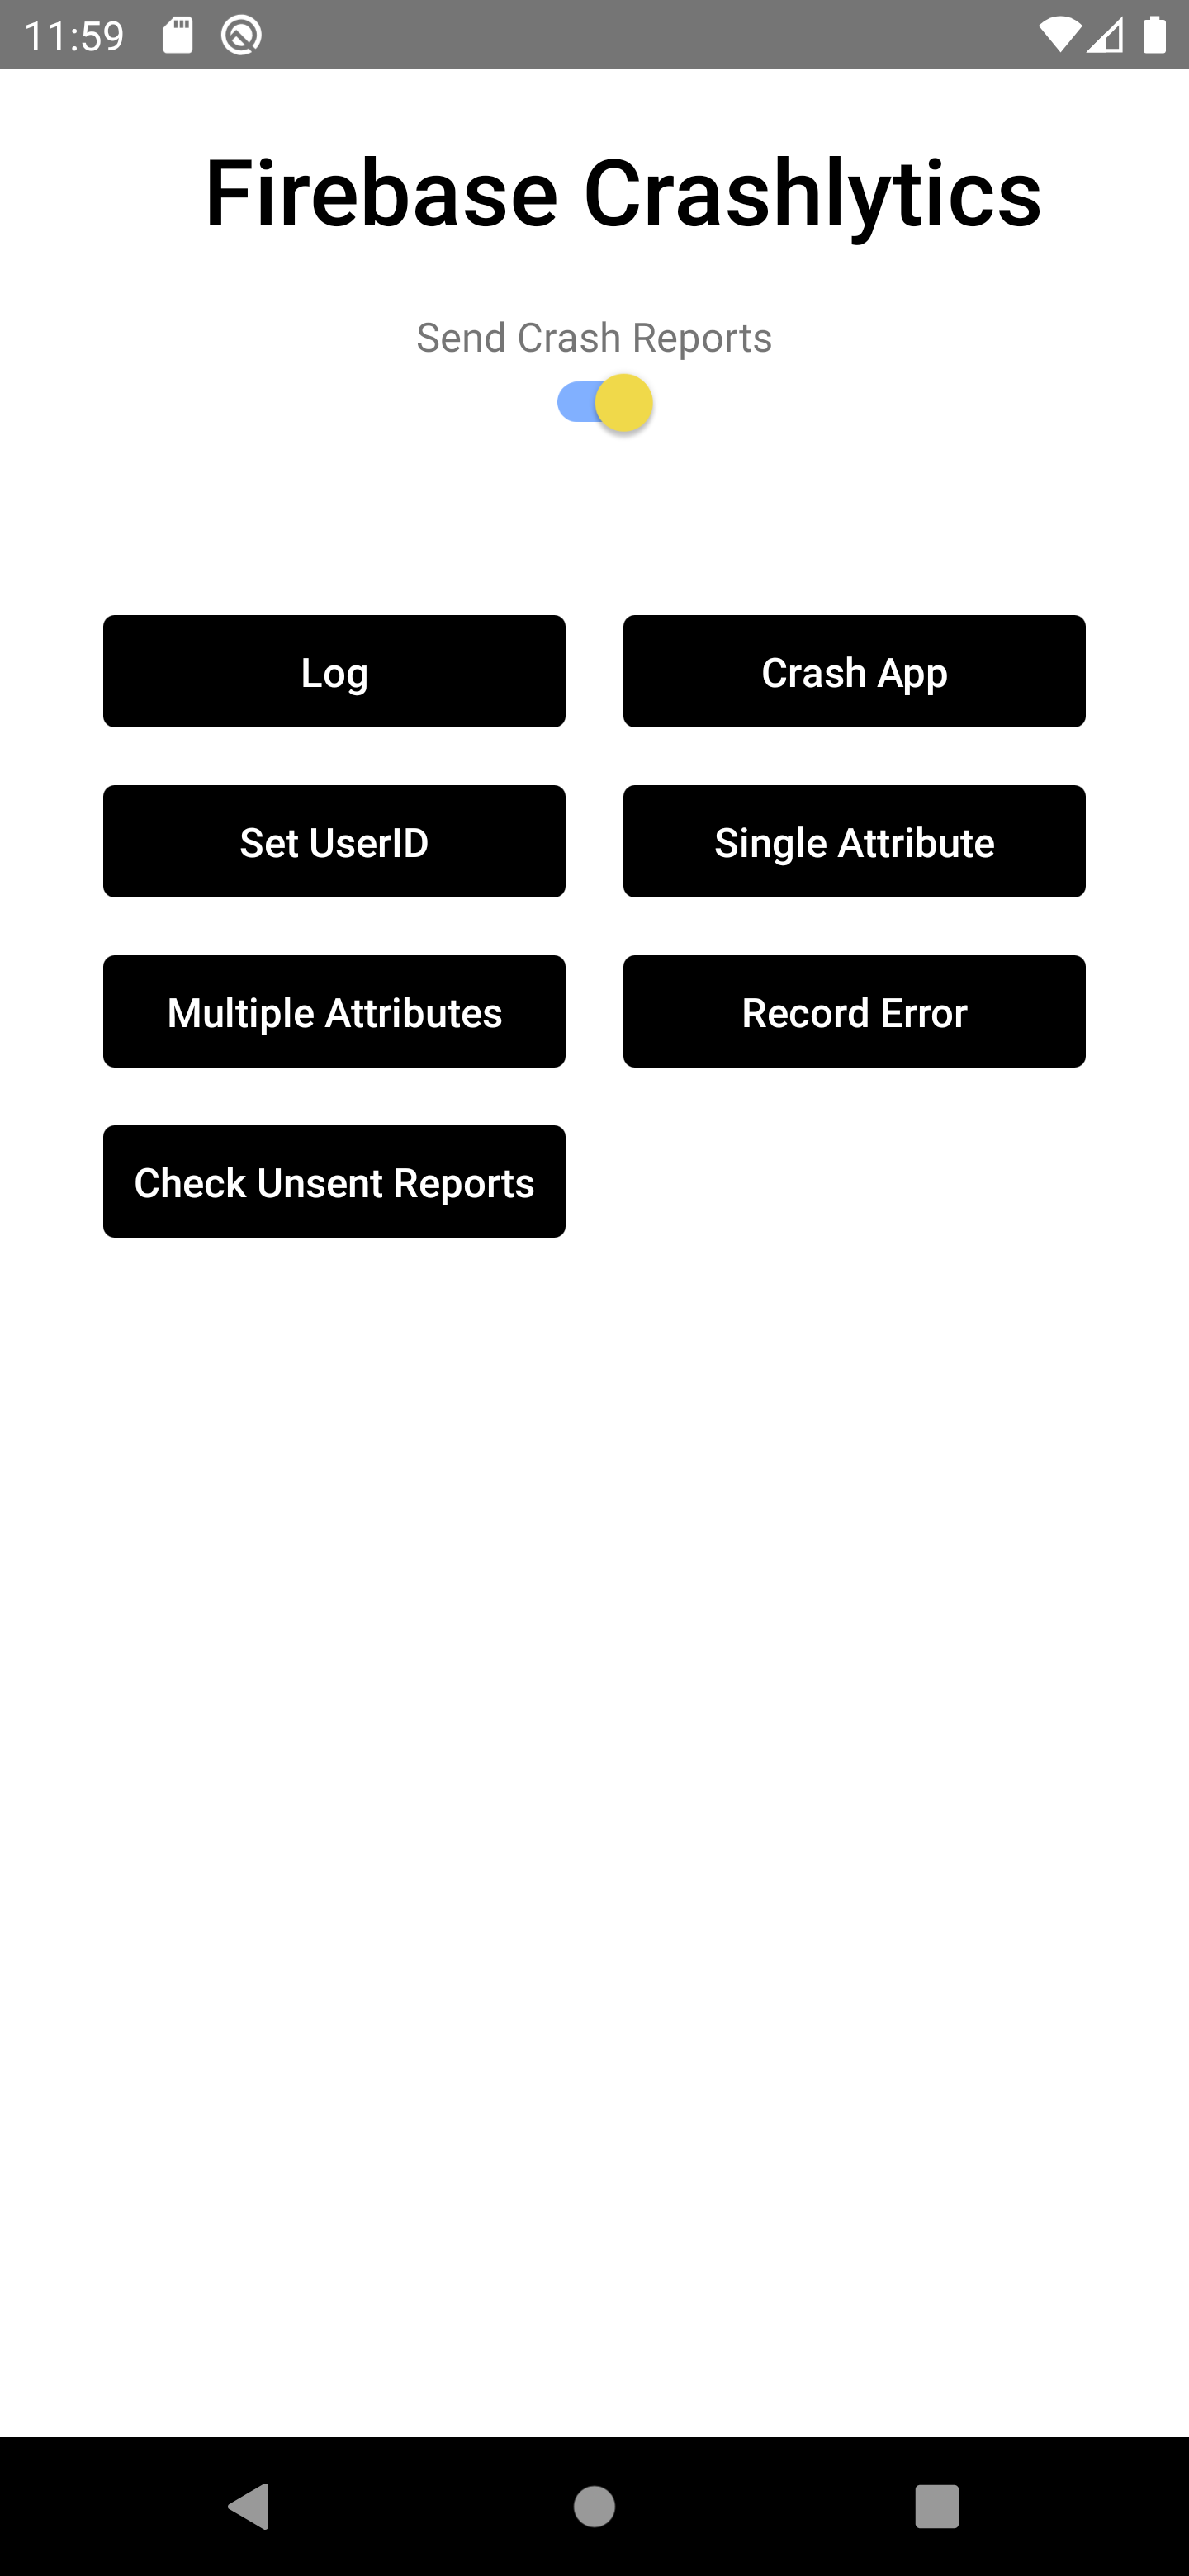 11:59
Firebase Crashlytics
Send Crash Reports
Log
Crash App
Set UserID
Single Attribute
Multiple Attributes
Record Error
Check Unsent Reports